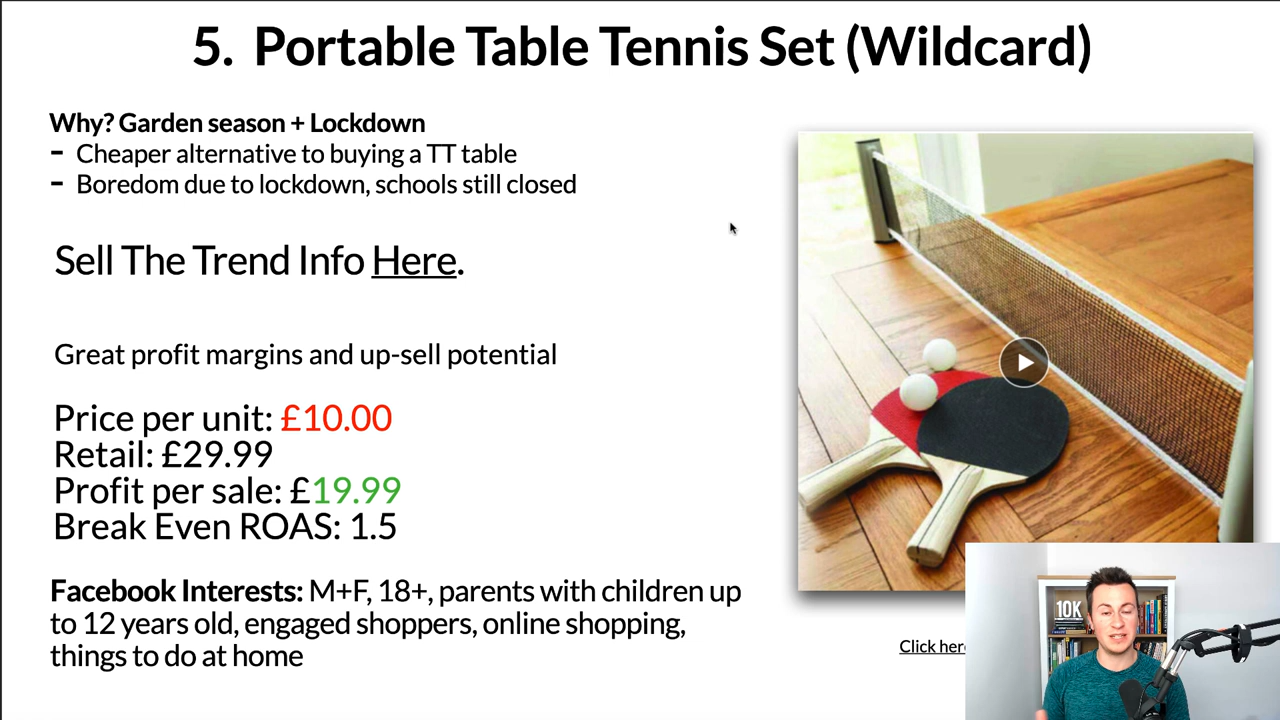 5. Portable Table Tennis Set (Wildcard)
Why? Garden season + Lockdown
- Cheaper alternative to buying a TT table
- Boredom due to lockdown, schools still closed
Sell The Trend Info Here.
Great profit margins and up-sell potential
Price per unit: £10.00
Retail: £29.99
Profit per sale: £19.99
Break Even ROAS: 1.5
Facebook Interests: M+F, 18+, parents with children up
to 12 years old, engaged shoppers, online shopping,
things to do at home
Click here
10K